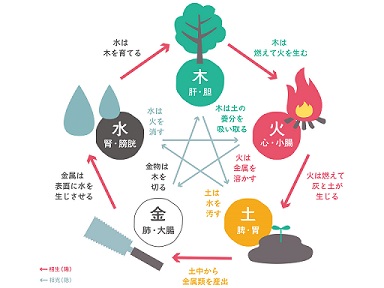 水は
木を育てる
木は
燃えて火を生む
木
肝・胆
水は
火を
消す
木は土の
養分を
吸い取る
水
腎・膀胱
火
心・小腸
金物は
木を
切る
火は
金属を
溶かす
金属は
表面に水を
生じさせる
土は
水を
汚す
火は燃えて
灰と土が
生じる
金
肺・大腸
土
脾・胃
土中から
金属類を産出
←相生（陽）
←相克（陰）